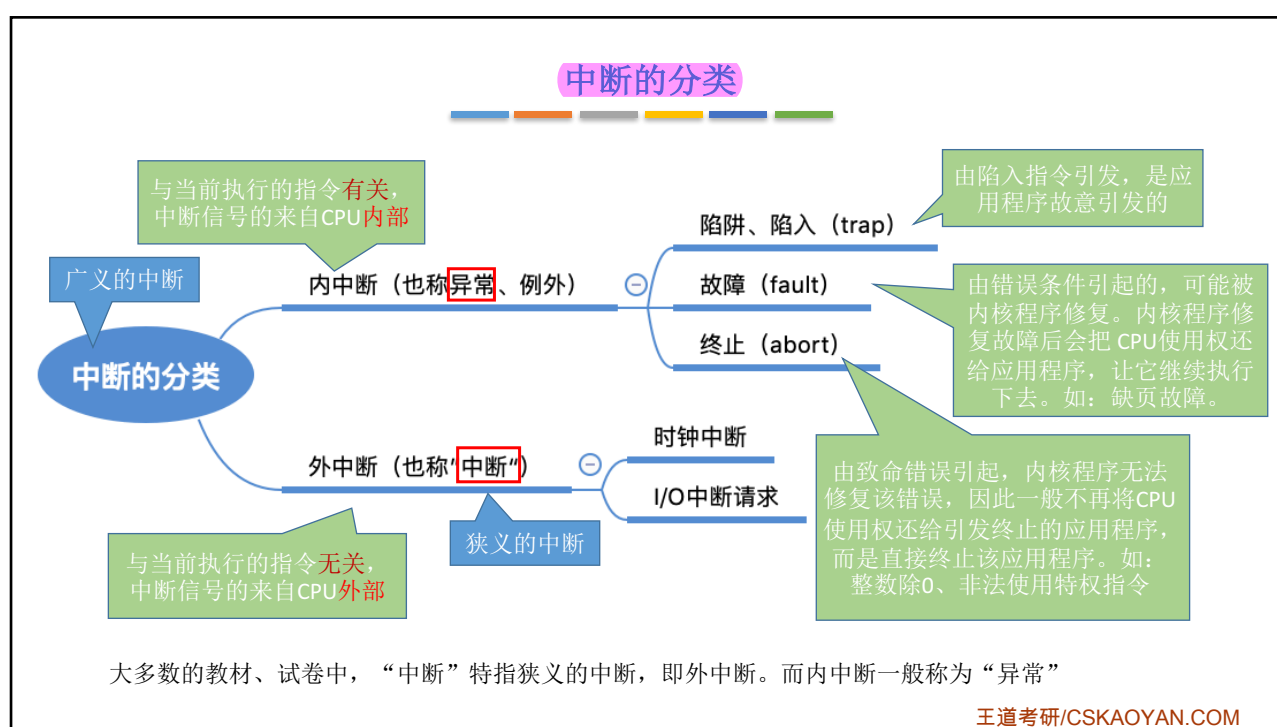 中断的分类
与当前执行的指令有关，
中断信号的来自CPU内部
由陷入指令引发，是应
用程序故意引发的
广义的中断
中断的分类
内中断（也称异常、例外）
陷阱、陷入（trap）
故障（fault）
终止（abort）
由错误条件引起的，可能被
内核程序修复。内核程序修
复故障后会把 CPU使用权还
给应用程序，让它继续执行
下去。如：缺页故障。
外中断（也称"中断“）
时钟中断
I/O中断请求
狭义的中断
由致命错误引起，内核程序无法
修复该错误，因此一般不再将CPU
使用权还给引发终止的应用程序，
而是直接终止该应用程序。如：
整数除0、非法使用特权指令
与当前执行的指令无关，
中断信号的来自CPU外部
大多数的教材、试卷中，“中断”特指狭义的中断，即外中断。而内中断一般称为“异常”
王道考研/CSKAOYAN.COM